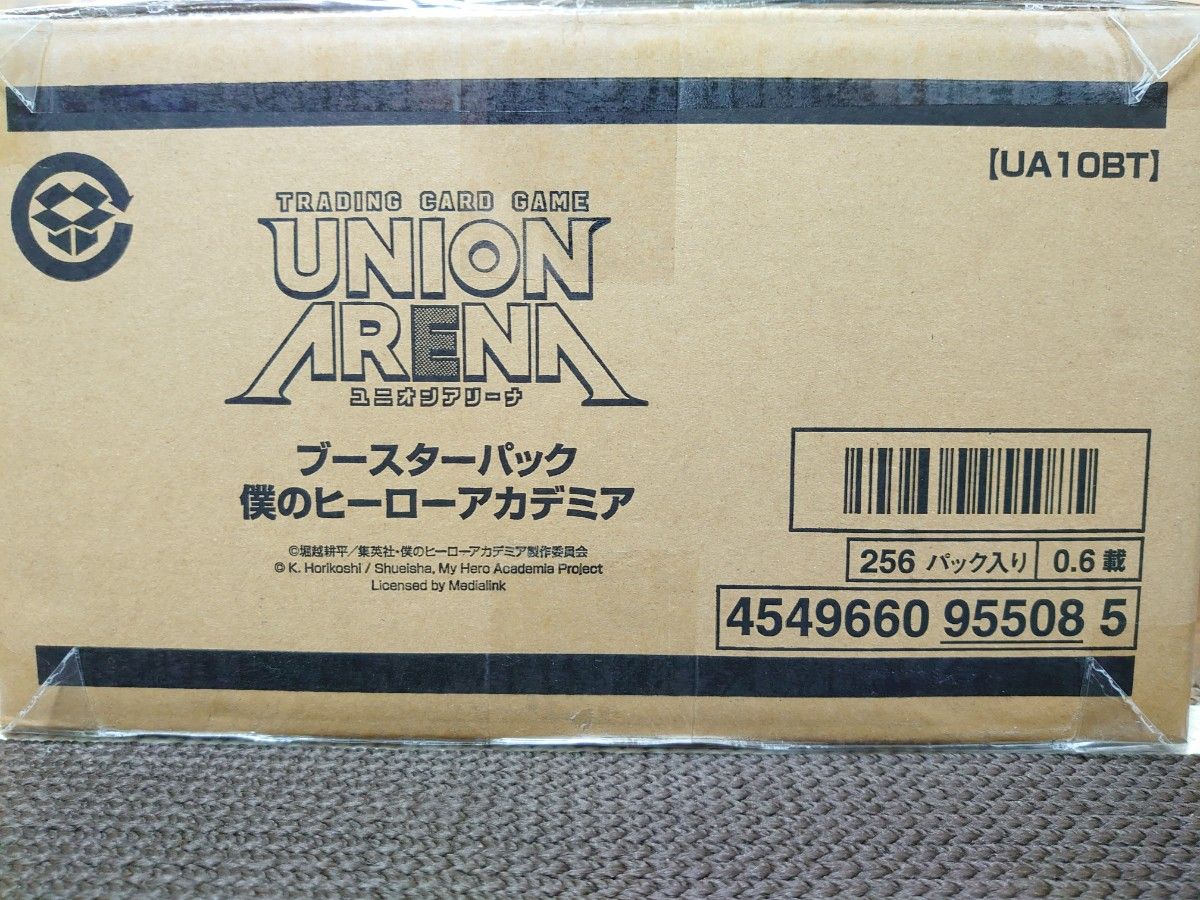 【UA10BT】
TRADING CARD GAME
UNION
ARENA
ユニオンアリーナ
ブースターパック
僕のヒーローアカデミア
©堀越耕平/集英社・僕のヒーローアカデミア製作委員会
© K. Horikoshi / Shueisha, My Hero Academia Project
Licensed by Medialink
256 パック入り 0.6 載
4549660 95508 5